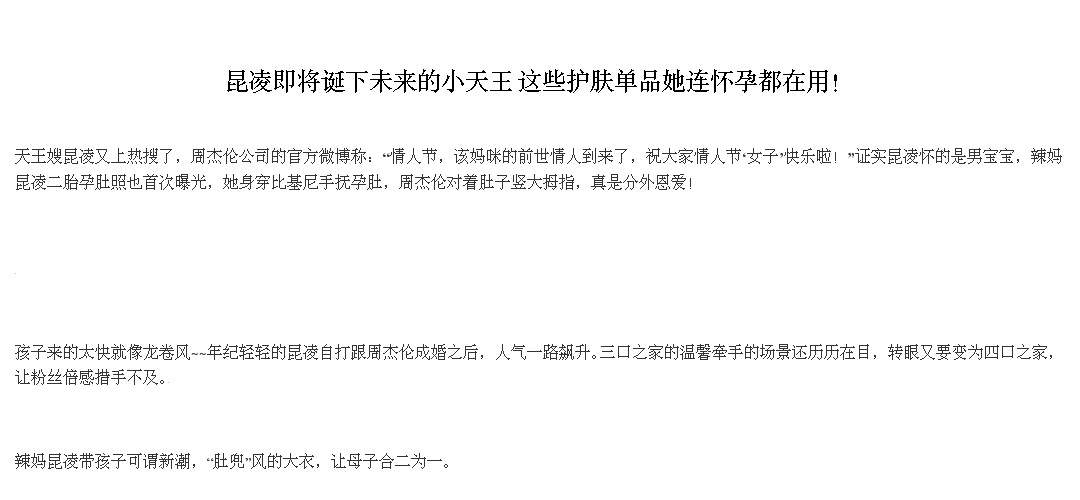 昆凌即将诞下未来的小天王 这些护肤单品她连怀孕都在用!
天王嫂昆凌又上热搜了，周杰伦公司的官方微博称：“情人节，该妈咪的前世情人到来了，祝大家情人节‘女子’快乐啦！”证实昆凌怀的是男宝宝，辣妈
昆凌二胎孕肚照也首次曝光，她身穿比基尼手抚孕肚，周杰伦对着肚子竖大拇指，真是分外恩爱!
孩子来的太快就像龙卷风~~年纪轻轻的昆凌自打跟周杰伦成婚之后，人气一路飙升。三口之家的温馨牵手的场景还历历在目，转眼又要变为四口之家，
让粉丝倍感措手不及。
辣妈昆凌带孩子可谓新潮，“肚兜”风的大衣，让母子合二为一。